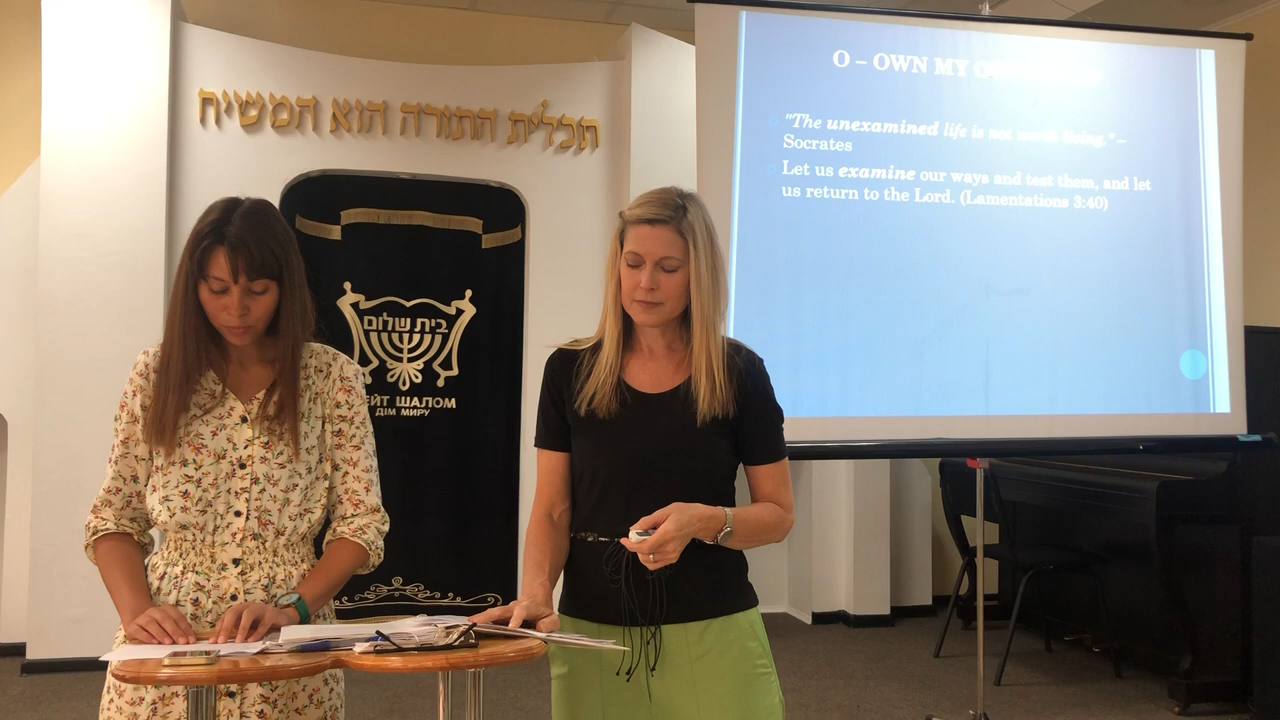 תכלית התורה הוא המשיח
בית שלום
ЕЙТ ШАЛОМ
ДІМ МИРУ
O – OWN MY
"The unexamined life is not worth living." –
Socrates
Let us examine our ways and test them, and let
us return to the Lord. (Lamentations 3:40)